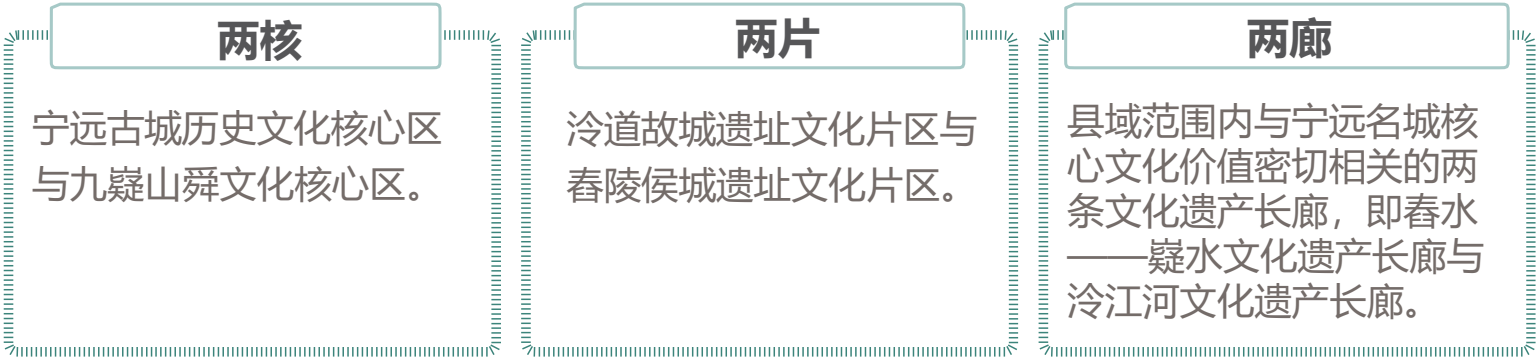 两核
宁远古城历史文化核心区
与九嶷山舜文化核心区。
两片
泠道故城遗址文化片区与
舂陵侯城遗址文化片区。
两廊
县域范围内与宁远名城核
心文化价值密切相关的两
条文化遗产长廊，即舂水
——嶷水文化遗产长廊与
泠江河文化遗产长廊。